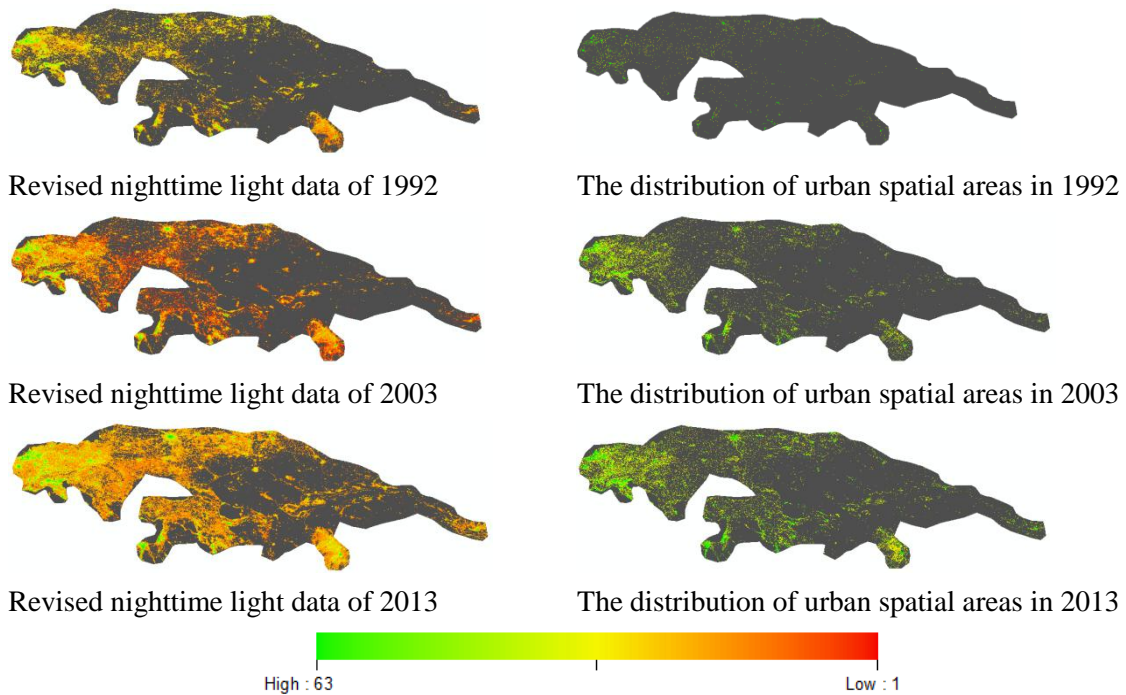 Revised nighttime light data of 1992
The distribution of urban spatial areas in 1992
Revised nighttime light data of 2003
The distribution of urban spatial areas in 2003
Revised nighttime light data of 2013
The distribution of urban spatial areas in 2013
High : 63
Low : 1